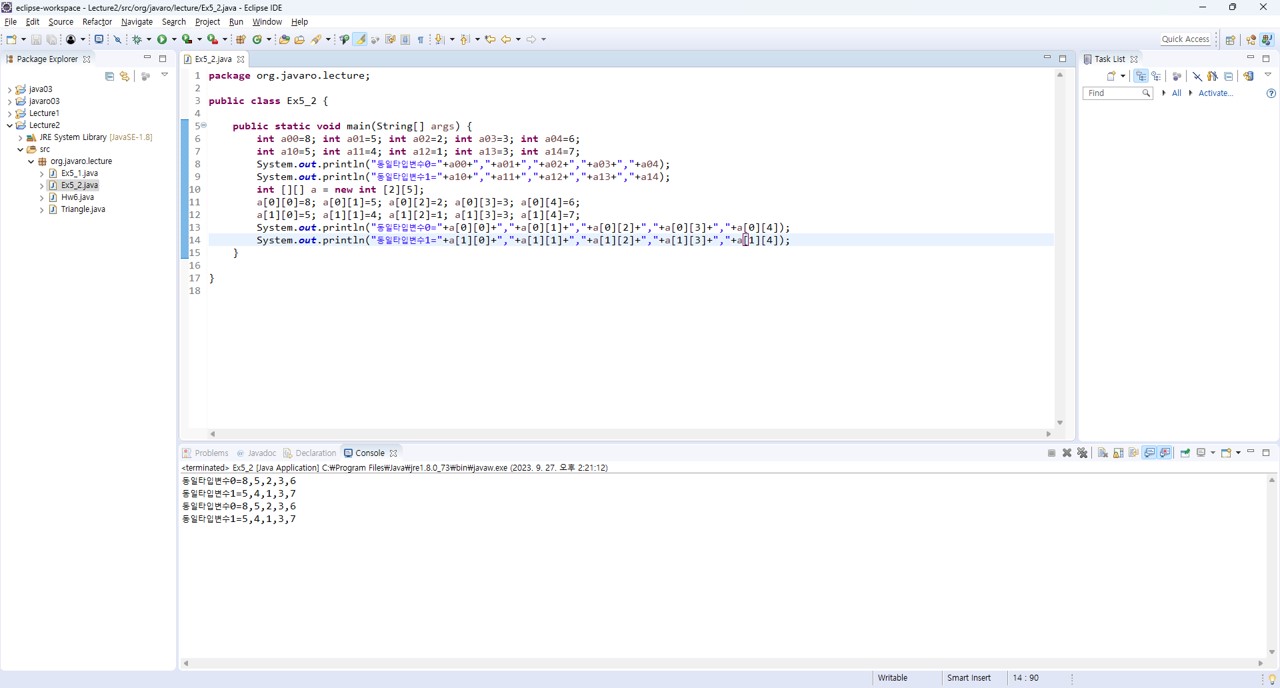 eclipse-workspace - Lecture2/src/org/javaro/lecture/Ex5_2.java - Eclipse IDE
File Edit Source Refactor Navigate Search Project Run Window Help
Quick Access
Package Explorer
java03
javaro03
Lecture1
Lecture2
JRE System Library [JavaSE-1.8]
src
org.javaro.lecture
Ex5_1.java
Ex5_2.java
Hw6.java
Triangle.java
Ex5_2.java
1 package org.javaro.lecture;
2
3 public class Ex5_2 {
4
5 public static void main(String[] args) {
6 int a00=8; int a01=5; int a02=2; int a03=3; int a04=6;
7 int a10=5; int a11=4; int a12=1; int a13=3; int a14=7;
8 System.out.println("동일타입변수0="+a00+","+a01+","+a02+","+a03+","+a04);
9 System.out.println("동일타입변수1="+a10+","+a11+","+a12+","+a13+","+a14);
10 int [][] a = new int [2][5];
11 a[0][0]=8; a[0][1]=5; a[0][2]=2; a[0][3]=3; a[0][4]=6;
12 a[1][0]=5; a[1][1]=4; a[1][2]=1; a[1][3]=3; a[1][4]=7;
13 System.out.println("동일타입변수0="+a[0][0]+","+a[0][1]+","+a[0][2]+","+a[0][3]+","+a[0][4]);
14 System.out.println("동일타입변수1="+a[1][0]+","+a[1][1]+","+a[1][2]+","+a[1][3]+","+a[1][4]);
15 }
16
17 }
18
Task List
Find All Activate...
Problems Javadoc Declaration Console
<terminated> Ex5_2 [Java Application] C:₩Program Files₩Java₩jre1.8.0_73₩bin₩javaw.exe (2023. 9. 27. 오후 2:21:12)
동일타입변수0=8,5,2,3,6
동일타입변수1=5,4,1,3,7
동일타입변수0=8,5,2,3,6
동일타입변수1=5,4,1,3,7
Writable Smart Insert 14 : 90